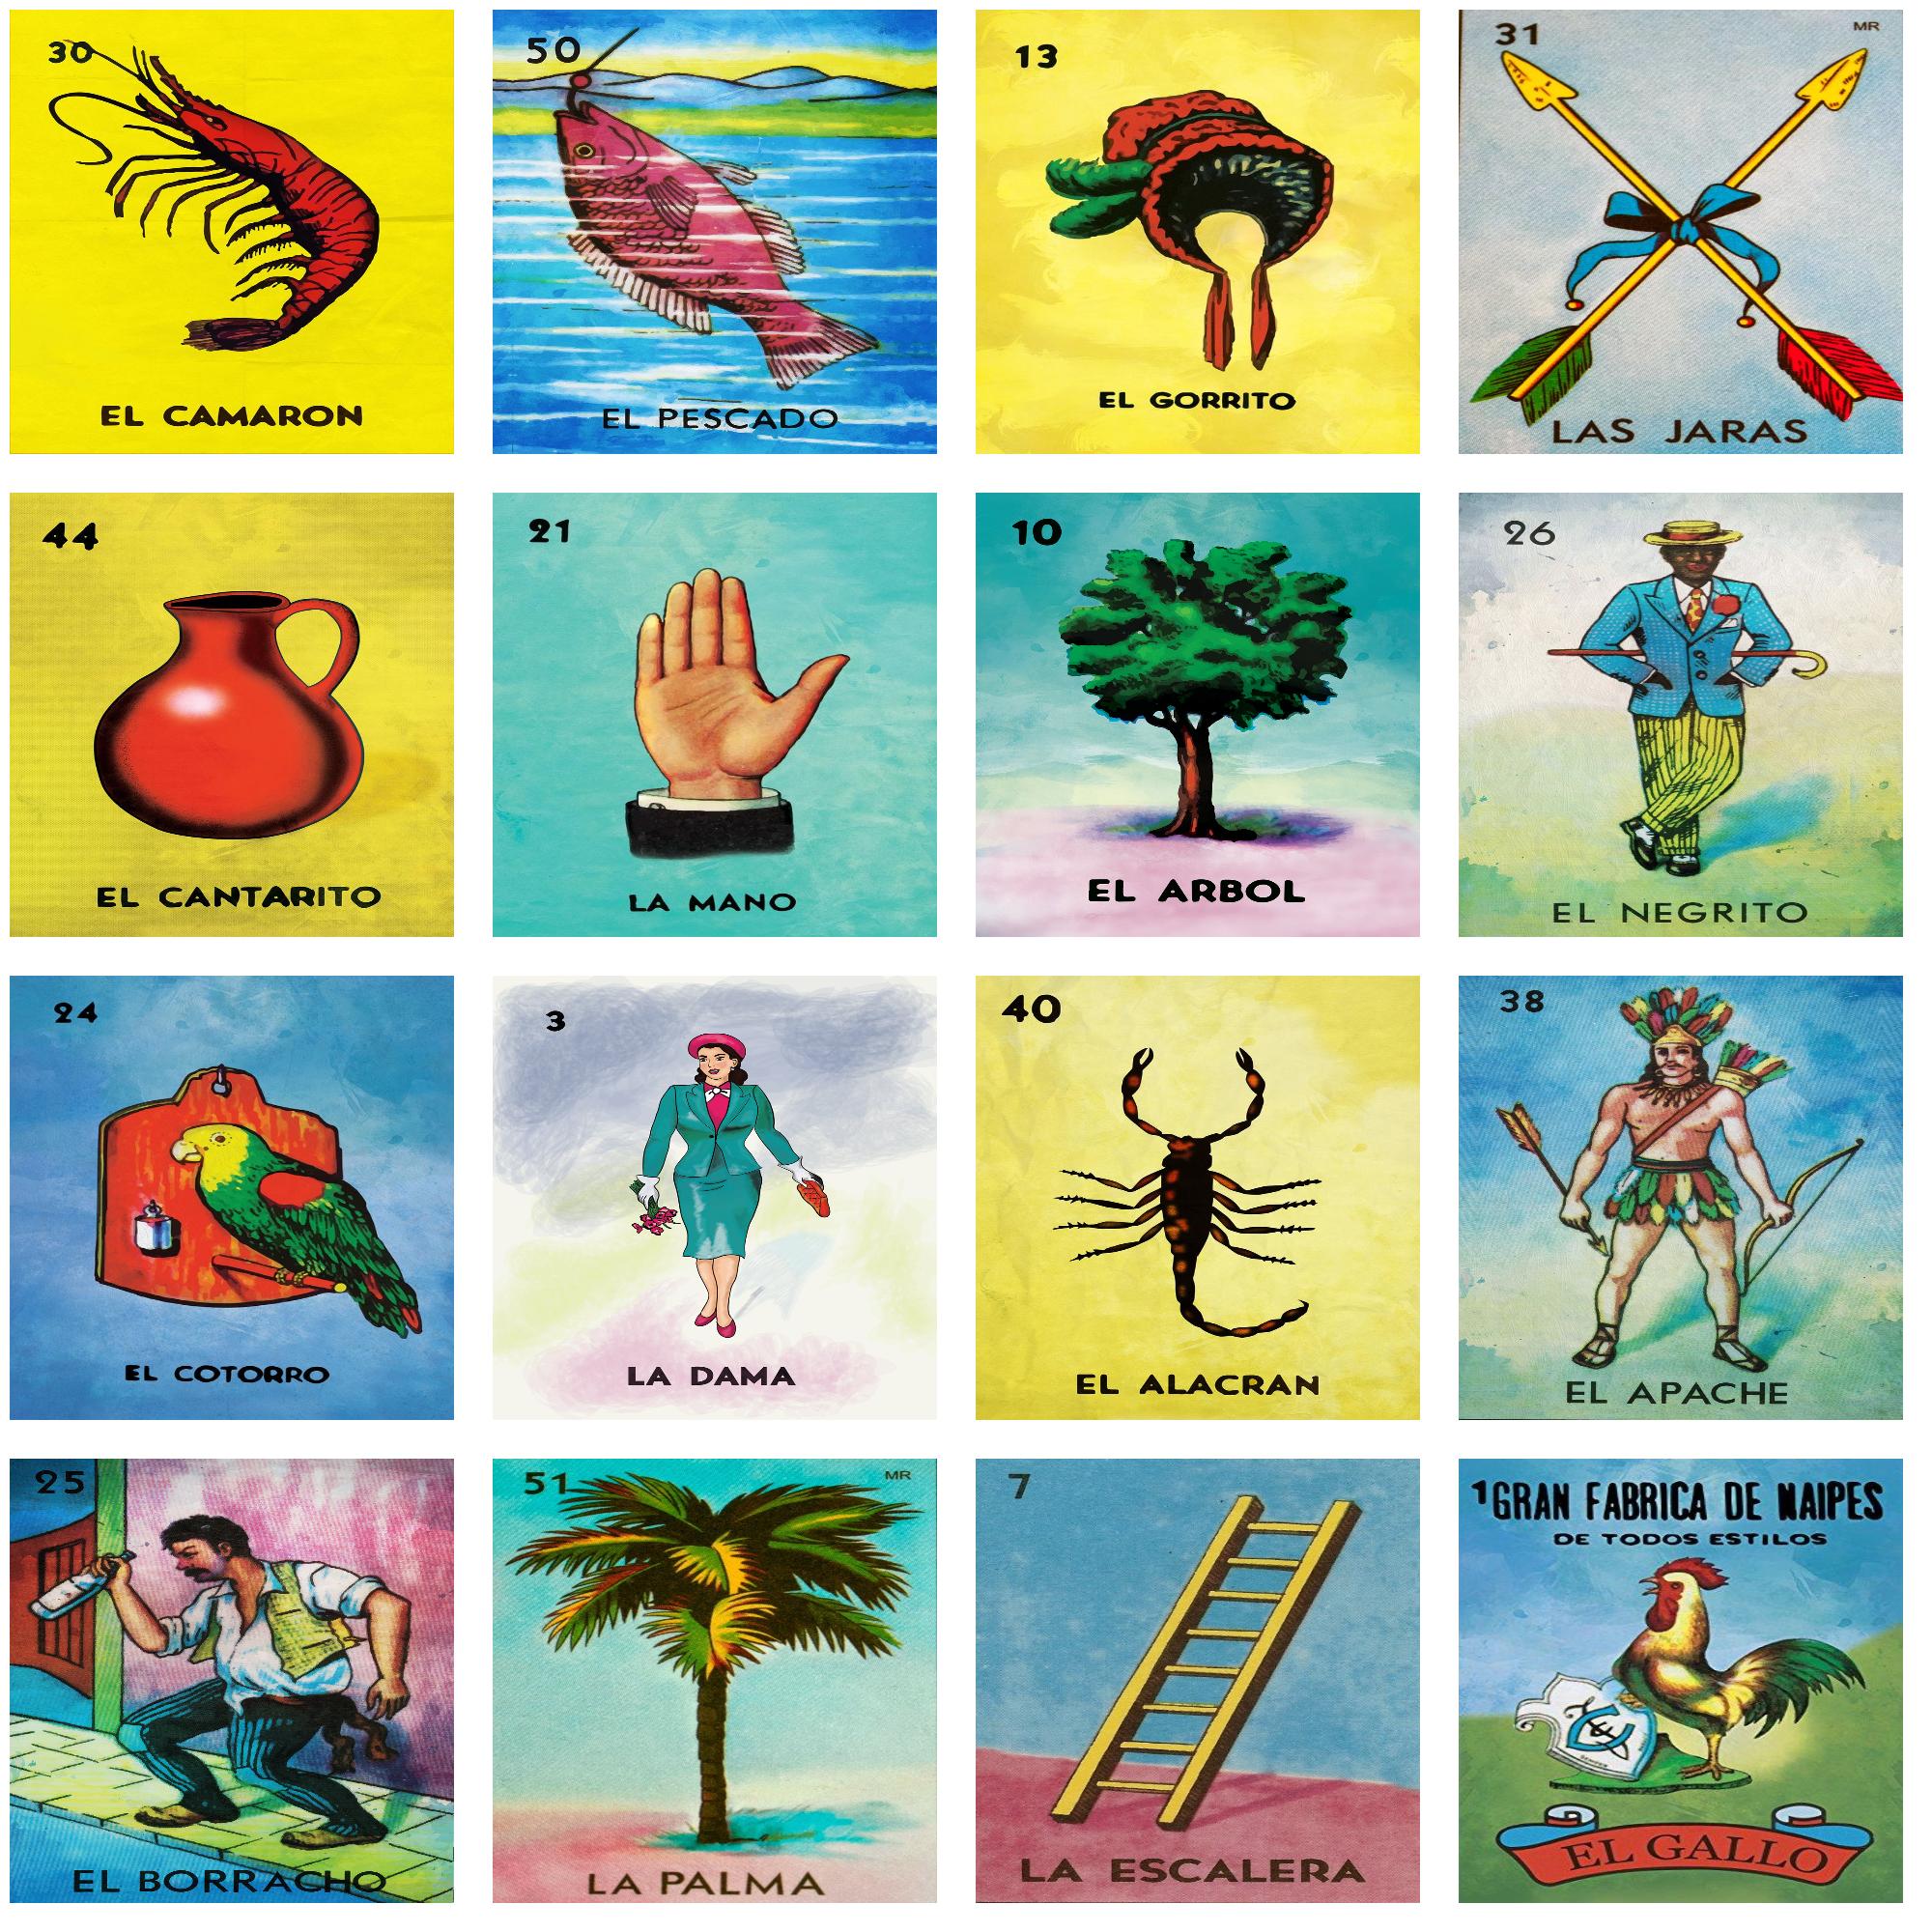 30
EL CAMARON
50
EL PESCADO
13
EL GORRITO
31
MR
LAS JARAS
44
EL CANTARITO
21
LA MANO
10
EL ARBOL
26
EL NEGRITO
24
EL COTORRO
3
LA DAMA
40
EL ALACRAN
38
EL APACHE
25
EL BORRACHO
51
MR
LA PALMA
7
LA ESCALERA
1
GRAN FABRICA DE NAIPES
DE TODOS ESTILOS
EL GALLO